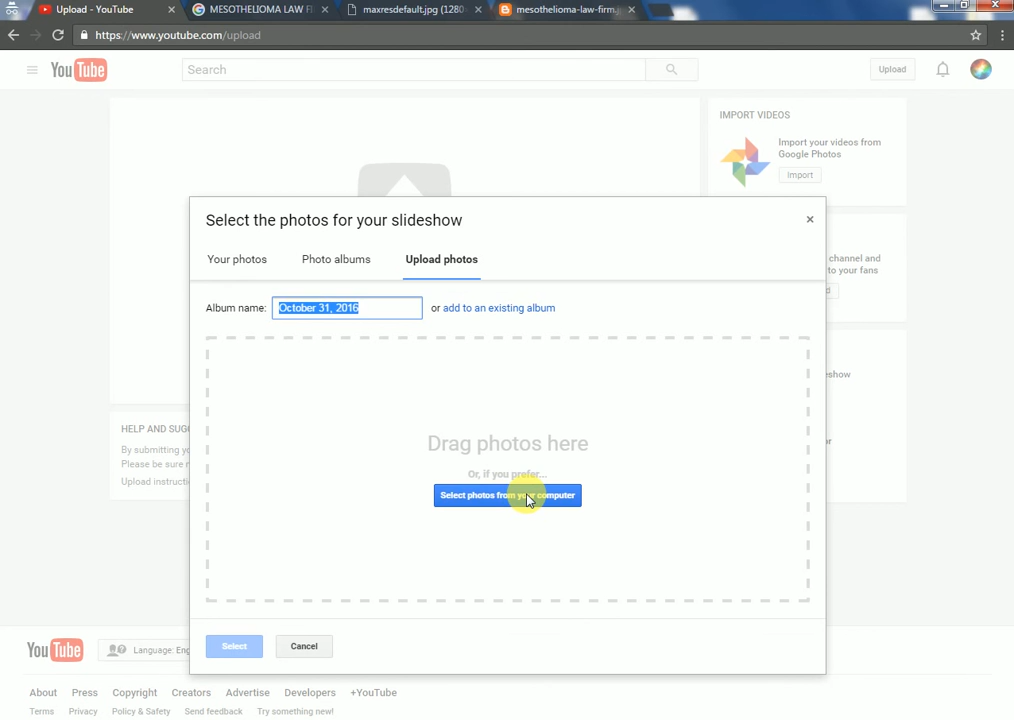 Upload - YouTube
MESOTHELIOMA LAW FI
maxresdefault.jpg (1280
mesothelioma-law-firm.j
https://www.youtube.com/upload
YouTube
Search
Upload
IMPORT VIDEOS
Import your videos from
Google Photos
Import
Select the photos for your slideshow
Your photos
Photo albums
Upload photos
channel and
to your fans
Album name:
October 31, 2016
or add to an existing album
Drag photos here
Or, if you prefer...
Select photos from your computer
HELP AND SUG
By submitting yo
Please be sure n
Upload instructi
Select
Cancel
YouTube
Language: Eng
About
Press
Copyright
Creators
Advertise
Developers
+YouTube
Terms
Privacy
Policy & Safety
Send feedback
Try something new!